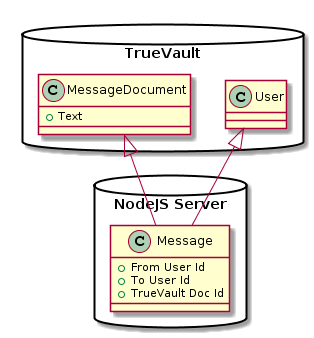 TrueVault
C MessageDocument
Text
C User
NodeJS Server
C Message
From User Id
To User Id
TrueVault Doc Id